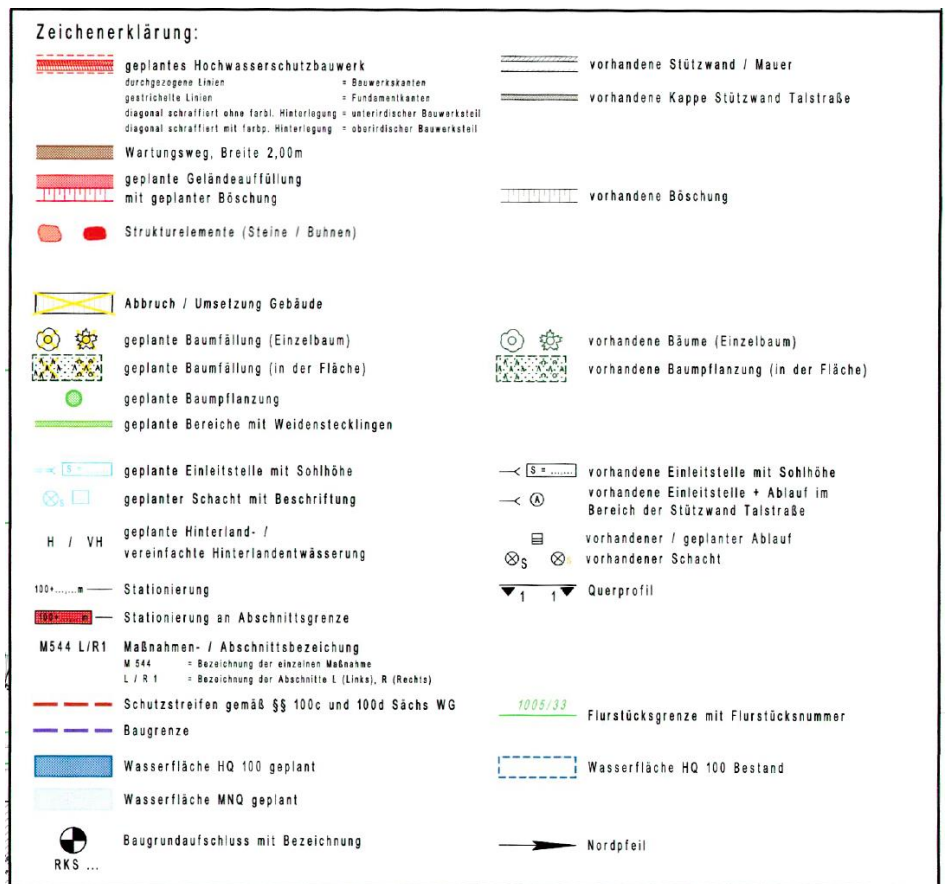 Zeichenerklärung:
geplantes Hochwasserschutzbauwerk
durchgezogene Linien = Bauwerkskanten
gestrichelte Linien = Fundamentkanten
diagonal schraffiert ohne farbl. Hinterlegung = unterirdischer Bauwerksteil
diagonal schraffiert mit farbp. Hinterlegung = oberirdischer Bauwerksteil
vorhandene Stützwand / Mauer
vorhandene Kappe Stützwand Talstraße
Wartungsweg, Breite 2,00m
geplante Geländeauffüllung
mit geplanter Böschung
vorhandene Böschung
Strukturelemente (Steine / Buhnen)
Abbruch / Umsetzung Gebäude
geplante Baumfällung (Einzelbaum)
vorhandene Bäume (Einzelbaum)
geplante Baumfällung (in der Fläche)
vorhandene Baumpflanzung (in der Fläche)
geplante Baumpflanzung
geplante Bereiche mit Weidenstecklingen
S = geplante Einleitstelle mit Sohlhöhe
S = ...... vorhandene Einleitstelle mit Sohlhöhe
S geplanter Schacht mit Beschriftung
A vorhandene Einleitstelle + Ablauf im
Bereich der Stützwand Talstraße
H / VH geplante Hinterland- /
vereinfachte Hinterlandentwässerung
vorhandener / geplanter Ablauf
S S vorhandener Schacht
100+...,...m Stationierung
1 1 Querprofil
100+...,...m Stationierung an Abschnittsgrenze
M544 L/R1 Maßnahmen- / Abschnittsbezeichung
M 544 = Bezeichnung der einzelnen Maßnahme
L / R 1 = Bezeichnung der Abschnitte L (Links), R (Rechts)
Schutzstreifen gemäß §§ 100c und 100d Sächs WG
1005/33 Flurstücksgrenze mit Flurstücksnummer
Baugrenze
Wasserfläche HQ 100 geplant
Wasserfläche HQ 100 Bestand
Wasserfläche MNQ geplant
Baugrundaufschluss mit Bezeichnung
RKS ...
Nordpfeil